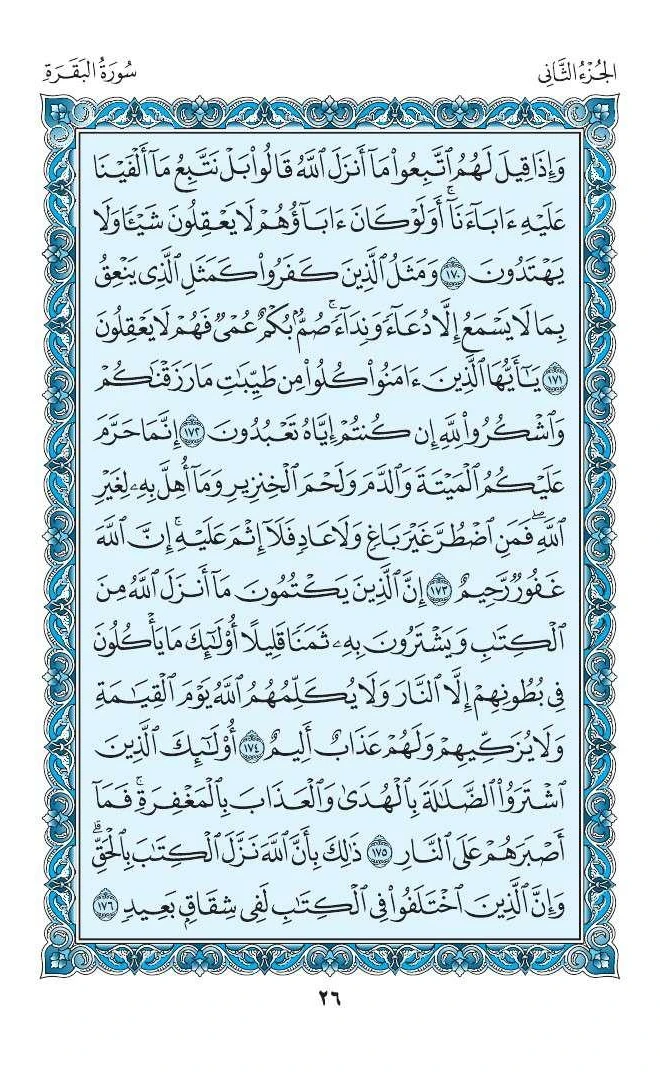 الجُزْءُ الثَّانِي
سُورَةُ البَقَرَةِ
وَإِذَا قِيلَ لَهُمُ ٱتَّبِعُواْ مَآ أَنزَلَ ٱللَّهُ قَالُواْ بَلۡ نَتَّبِعُ مَآ أَلۡفَيۡنَا
عَلَيۡهِ ءَابَآءَنَآۚ أَوَلَوۡ كَانَ ءَابَآؤُهُمۡ لَا يَعۡقِلُونَ شَيۡـٔٗا وَلَا
يَهۡتَدُونَ ١٧٠ وَمَثَلُ ٱلَّذِينَ كَفَرُواْ كَمَثَلِ ٱلَّذِي يَنۡعِقُ
بِمَا لَا يَسۡمَعُ إِلَّا دُعَآءٗ وَنِدَآءٗۚ صُمُّۢ بُكۡمٌ عُمۡيٞ فَهُمۡ لَا يَعۡقِلُونَ
١٧١ يَـٰٓأَيُّهَا ٱلَّذِينَ ءَامَنُواْ كُلُواْ مِن طَيِّبَٰتِ مَا رَزَقۡنَٰكُمۡ
وَٱشۡكُرُواْ لِلَّهِ إِن كُنتُمۡ إِيَّاهُ تَعۡبُدُونَ ١٧٢ إِنَّمَا حَرَّمَ
عَلَيۡكُمُ ٱلۡمَيۡتَةَ وَٱلدَّمَ وَلَحۡمَ ٱلۡخِنزِيرِ وَمَآ أُهِلَّ بِهِۦ لِغَيۡرِ
ٱللَّهِۖ فَمَنِ ٱضۡطُرَّ غَيۡرَ بَاغٖ وَلَا عَادٖ فَلَآ إِثۡمَ عَلَيۡهِۚ إِنَّ ٱللَّهَ
غَفُورٞ رَّحِيمٌ ١٧٣ إِنَّ ٱلَّذِينَ يَكۡتُمُونَ مَآ أَنزَلَ ٱللَّهُ مِنَ
ٱلۡكِتَٰبِ وَيَشۡتَرُونَ بِهِۦ ثَمَنٗا قَلِيلًا أُوْلَـٰٓئِكَ مَا يَأۡكُلُونَ
فِي بُطُونِهِمۡ إِلَّا ٱلنَّارَ وَلَا يُكَلِّمُهُمُ ٱللَّهُ يَوۡمَ ٱلۡقِيَٰمَةِ
وَلَا يُزَكِّيهِمۡ وَلَهُمۡ عَذَابٌ أَلِيمٌ ١٧٤ أُوْلَـٰٓئِكَ ٱلَّذِينَ
ٱشۡتَرَوُاْ ٱلضَّلَٰلَةَ بِٱلۡهُدَىٰ وَٱلۡعَذَابَ بِٱلۡمَغۡفِرَةِۚ فَمَآ
أَصۡبَرَهُمۡ عَلَى ٱلنَّارِ ١٧٥ ذَٰلِكَ بِأَنَّ ٱللَّهَ نَزَّلَ ٱلۡكِتَٰبَ بِٱلۡحَقِّۗ
وَإِنَّ ٱلَّذِينَ ٱخۡتَلَفُواْ فِي ٱلۡكِتَٰبِ لَفِي شِقَاقِۭ بَعِيدٖ ١٧٦
٢٦